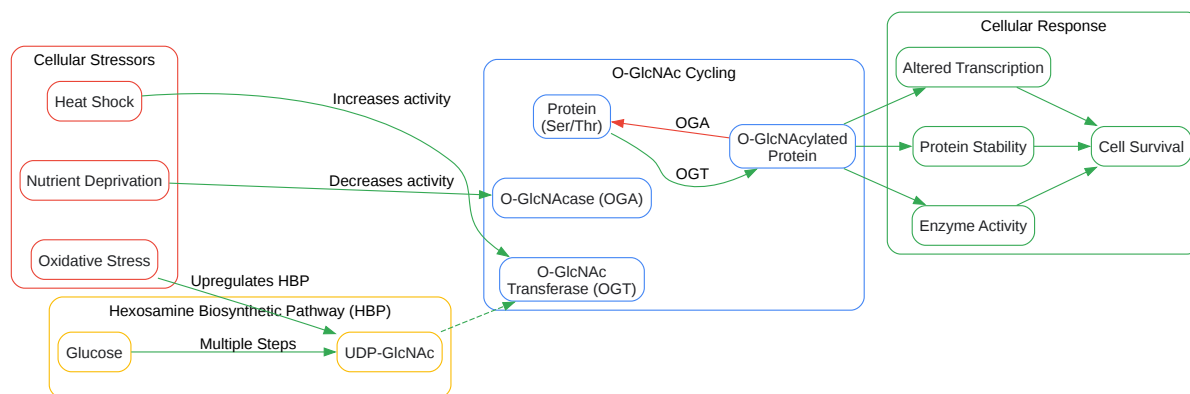 Cellular Stressors
Heat Shock
Nutrient Deprivation
Oxidative Stress
Increases activity
Decreases activity
Upregulates HBP
Hexosamine Biosynthetic Pathway (HBP)
Glucose
Multiple Steps
UDP-GlcNAc
O-GlcNAc Cycling
Protein
(Ser/Thr)
OGA
OGT
O-GlcNAcylated
Protein
O-GlcNAcase (OGA)
O-GlcNAc
Transferase (OGT)
Cellular Response
Altered Transcription
Protein Stability
Enzyme Activity
Cell Survival